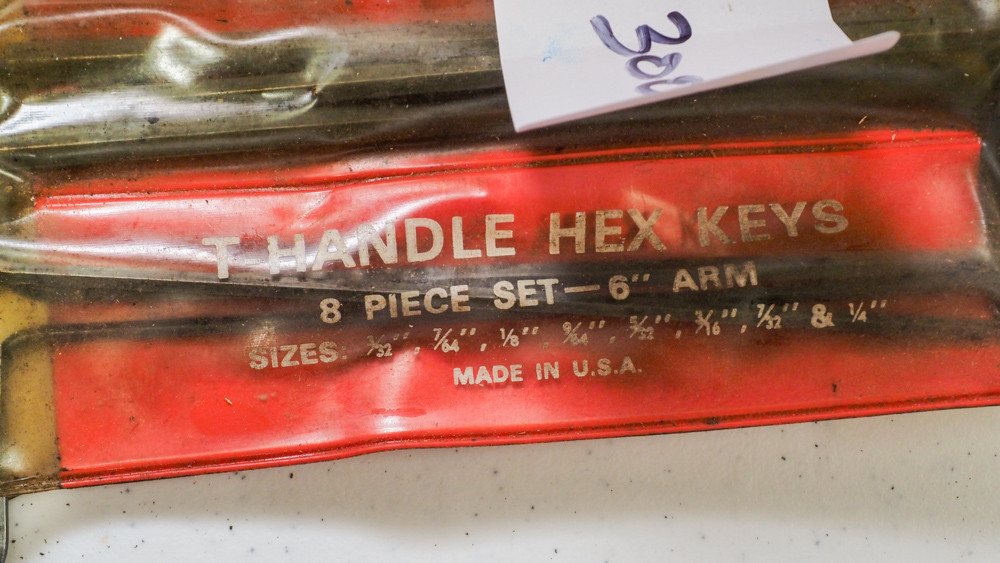 308
T HANDLE HEX KEYS
8 PIECE SET — 6" ARM
SIZES. 3/32", 7/64", 1/8", 9/64", 5/32", 3/16", 7/32" & 1/4"
MADE IN U.S.A.